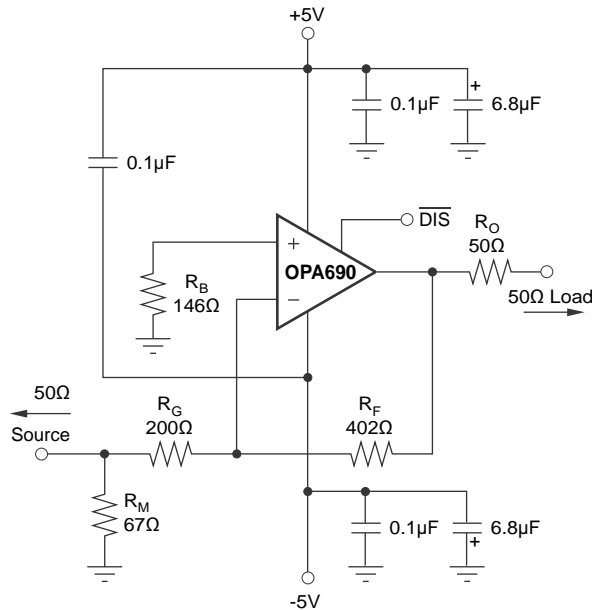 +5V
0.1µF
+
6.8µF
0.1µF
DIS
R_O
50Ω
+
OPA690
−
R_B
146Ω
50Ω Load
50Ω
Source
R_G
200Ω
R_F
402Ω
R_M
67Ω
0.1µF
6.8µF
+
-5V